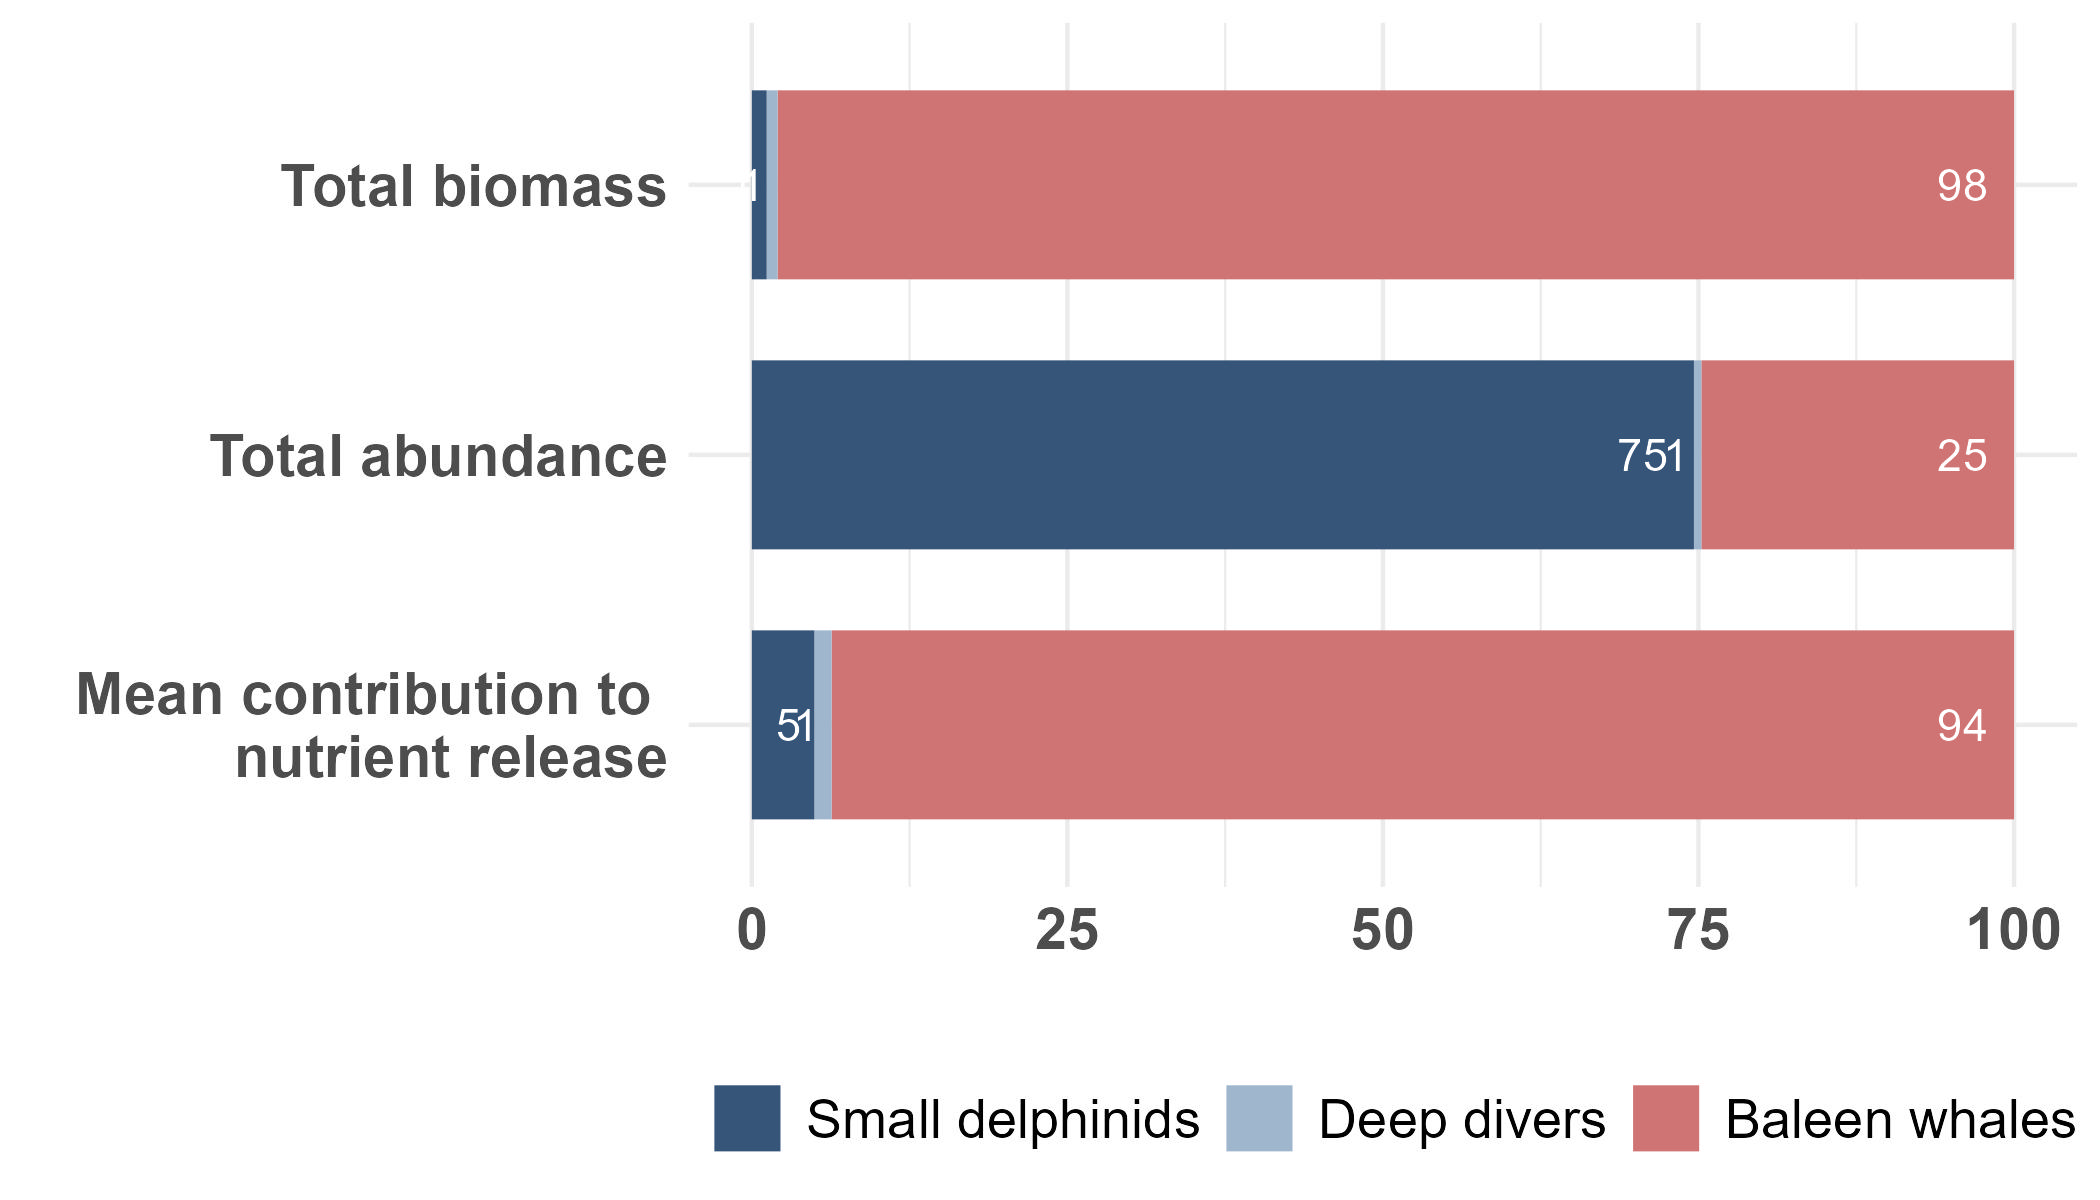 Total biomass
1
98
Total abundance
751
25
Mean contribution to
nutrient release
51
94
0 25 50 75 100
Small delphinids Deep divers Baleen whales